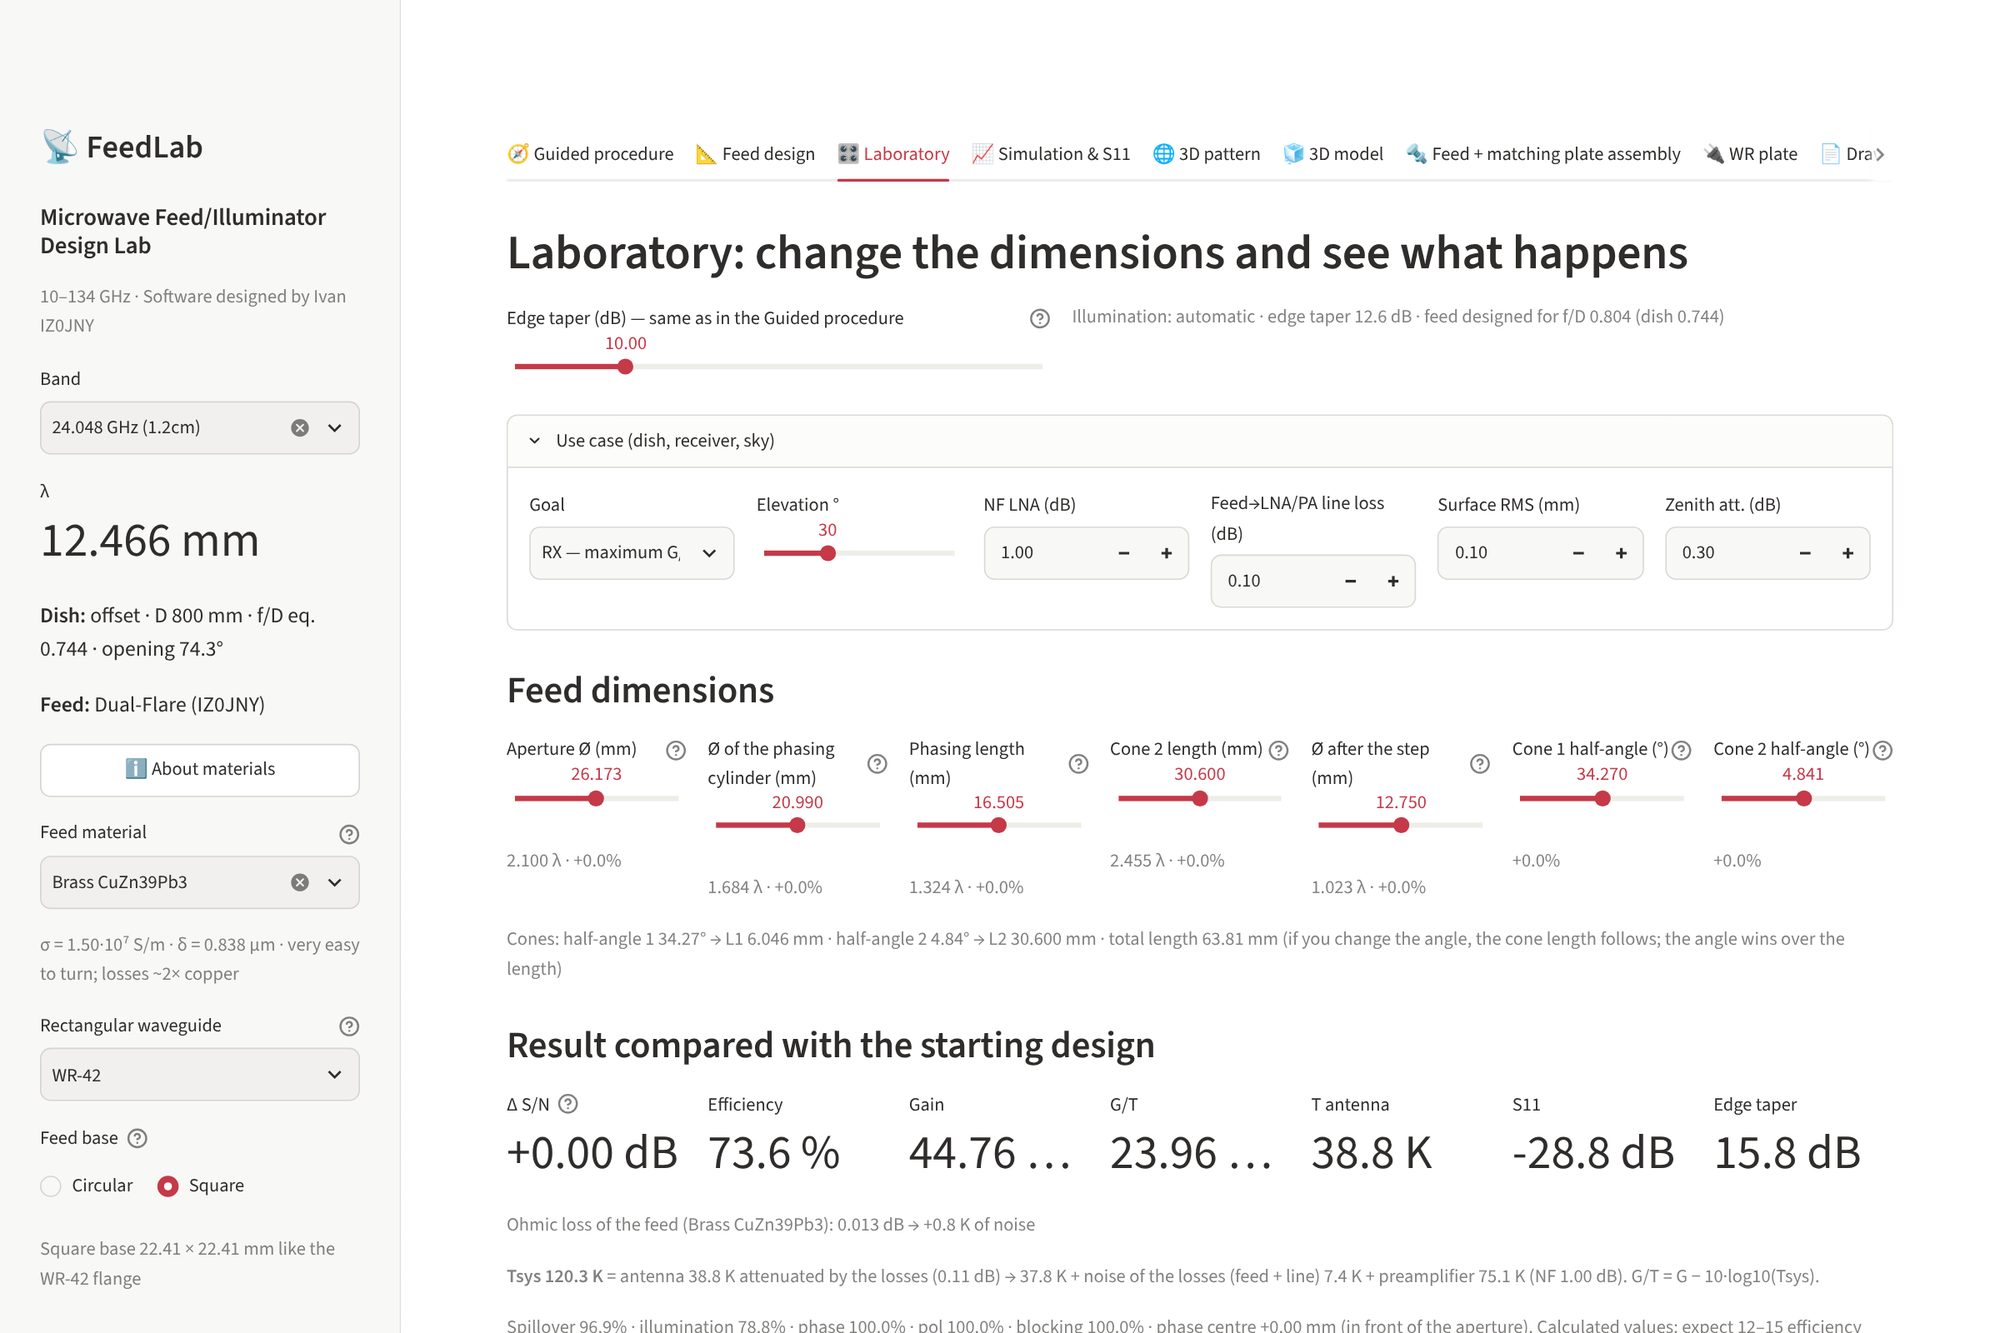 📡 FeedLab
Microwave Feed/Illuminator
Design Lab
10–134 GHz · Software designed by Ivan
IZ0JNY
Band
24.048 GHz (1.2cm)
λ
12.466 mm
Dish: offset · D 800 mm · f/D eq.
0.744 · opening 74.3°
Feed: Dual-Flare (IZ0JNY)
ℹ️ About materials
Feed material
Brass CuZn39Pb3
σ = 1.50·10⁷ S/m · δ = 0.838 µm · very easy
to turn; losses ~2× copper
Rectangular waveguide
WR-42
Feed base
Circular Square
Square base 22.41 × 22.41 mm like the
WR-42 flange
🧭 Guided procedure 📐 Feed design 🎛️ Laboratory 📈 Simulation & S11 🌐 3D pattern 🧊 3D model 🔩 Feed + matching plate assembly 🔌 WR plate 📄 Dra
Laboratory: change the dimensions and see what happens
Edge taper (dB) — same as in the Guided procedure
10.00
Illumination: automatic · edge taper 12.6 dB · feed designed for f/D 0.804 (dish 0.744)
Use case (dish, receiver, sky)
Goal
RX — maximum G,
Elevation °
30
NF LNA (dB)
1.00
Feed→LNA/PA line loss
(dB)
0.10
Surface RMS (mm)
0.10
Zenith att. (dB)
0.30
Feed dimensions
Aperture Ø (mm)
26.173
2.100 λ · +0.0%
Ø of the phasing
cylinder (mm)
20.990
1.684 λ · +0.0%
Phasing length
(mm)
16.505
1.324 λ · +0.0%
Cone 2 length (mm)
30.600
2.455 λ · +0.0%
Ø after the step
(mm)
12.750
1.023 λ · +0.0%
Cone 1 half-angle (°)
34.270
+0.0%
Cone 2 half-angle (°)
4.841
+0.0%
Cones: half-angle 1 34.27° → L1 6.046 mm · half-angle 2 4.84° → L2 30.600 mm · total length 63.81 mm (if you change the angle, the cone length follows; the angle wins over the
length)
Result compared with the starting design
Δ S/N
+0.00 dB
Efficiency
73.6 %
Gain
44.76 …
G/T
23.96 …
T antenna
38.8 K
S11
-28.8 dB
Edge taper
15.8 dB
Ohmic loss of the feed (Brass CuZn39Pb3): 0.013 dB → +0.8 K of noise
Tsys 120.3 K = antenna 38.8 K attenuated by the losses (0.11 dB) → 37.8 K + noise of the losses (feed + line) 7.4 K + preamplifier 75.1 K (NF 1.00 dB). G/T = G − 10·log10(Tsys).
Spillover 96.9% · illumination 78.8% · phase 100.0% · pol 100.0% · blocking 100.0% · phase centre +0.00 mm (in front of the aperture). Calculated values: expect 12–15 efficiency